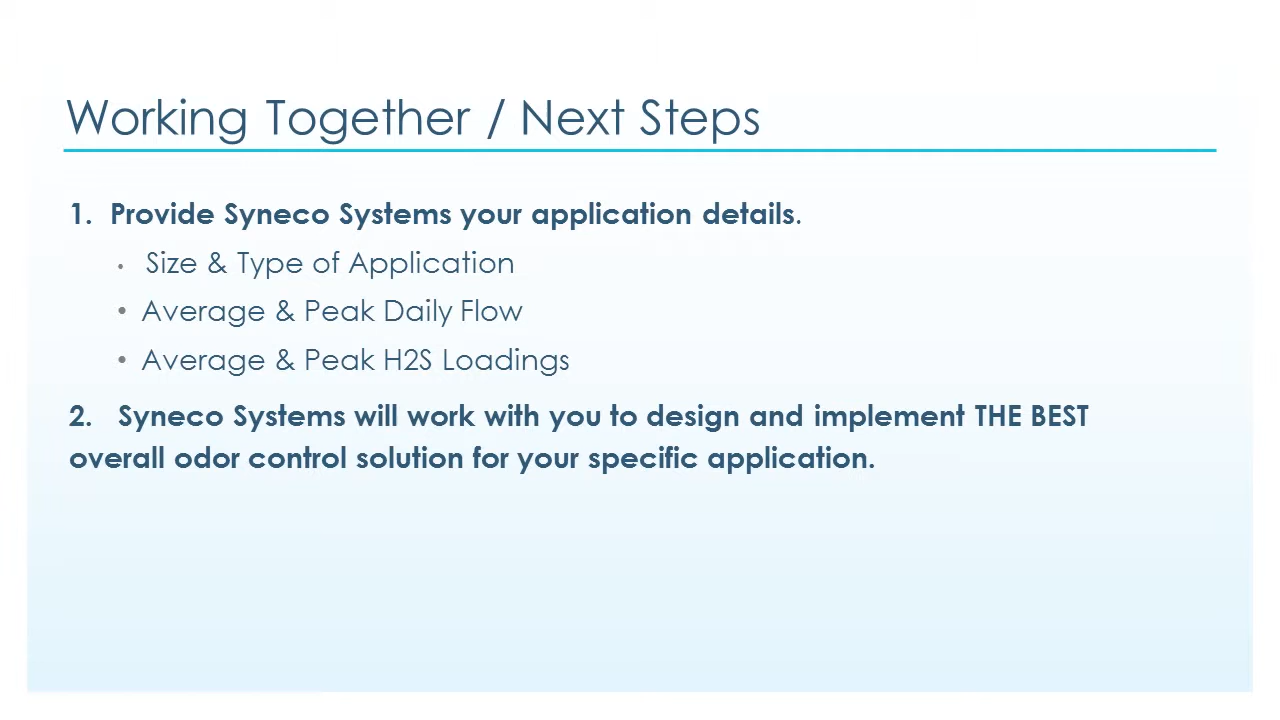 Working Together / Next Steps
1. Provide Syneco Systems your application details.
• Size & Type of Application
• Average & Peak Daily Flow
• Average & Peak H2S Loadings
2. Syneco Systems will work with you to design and implement THE BEST
overall odor control solution for your specific application.